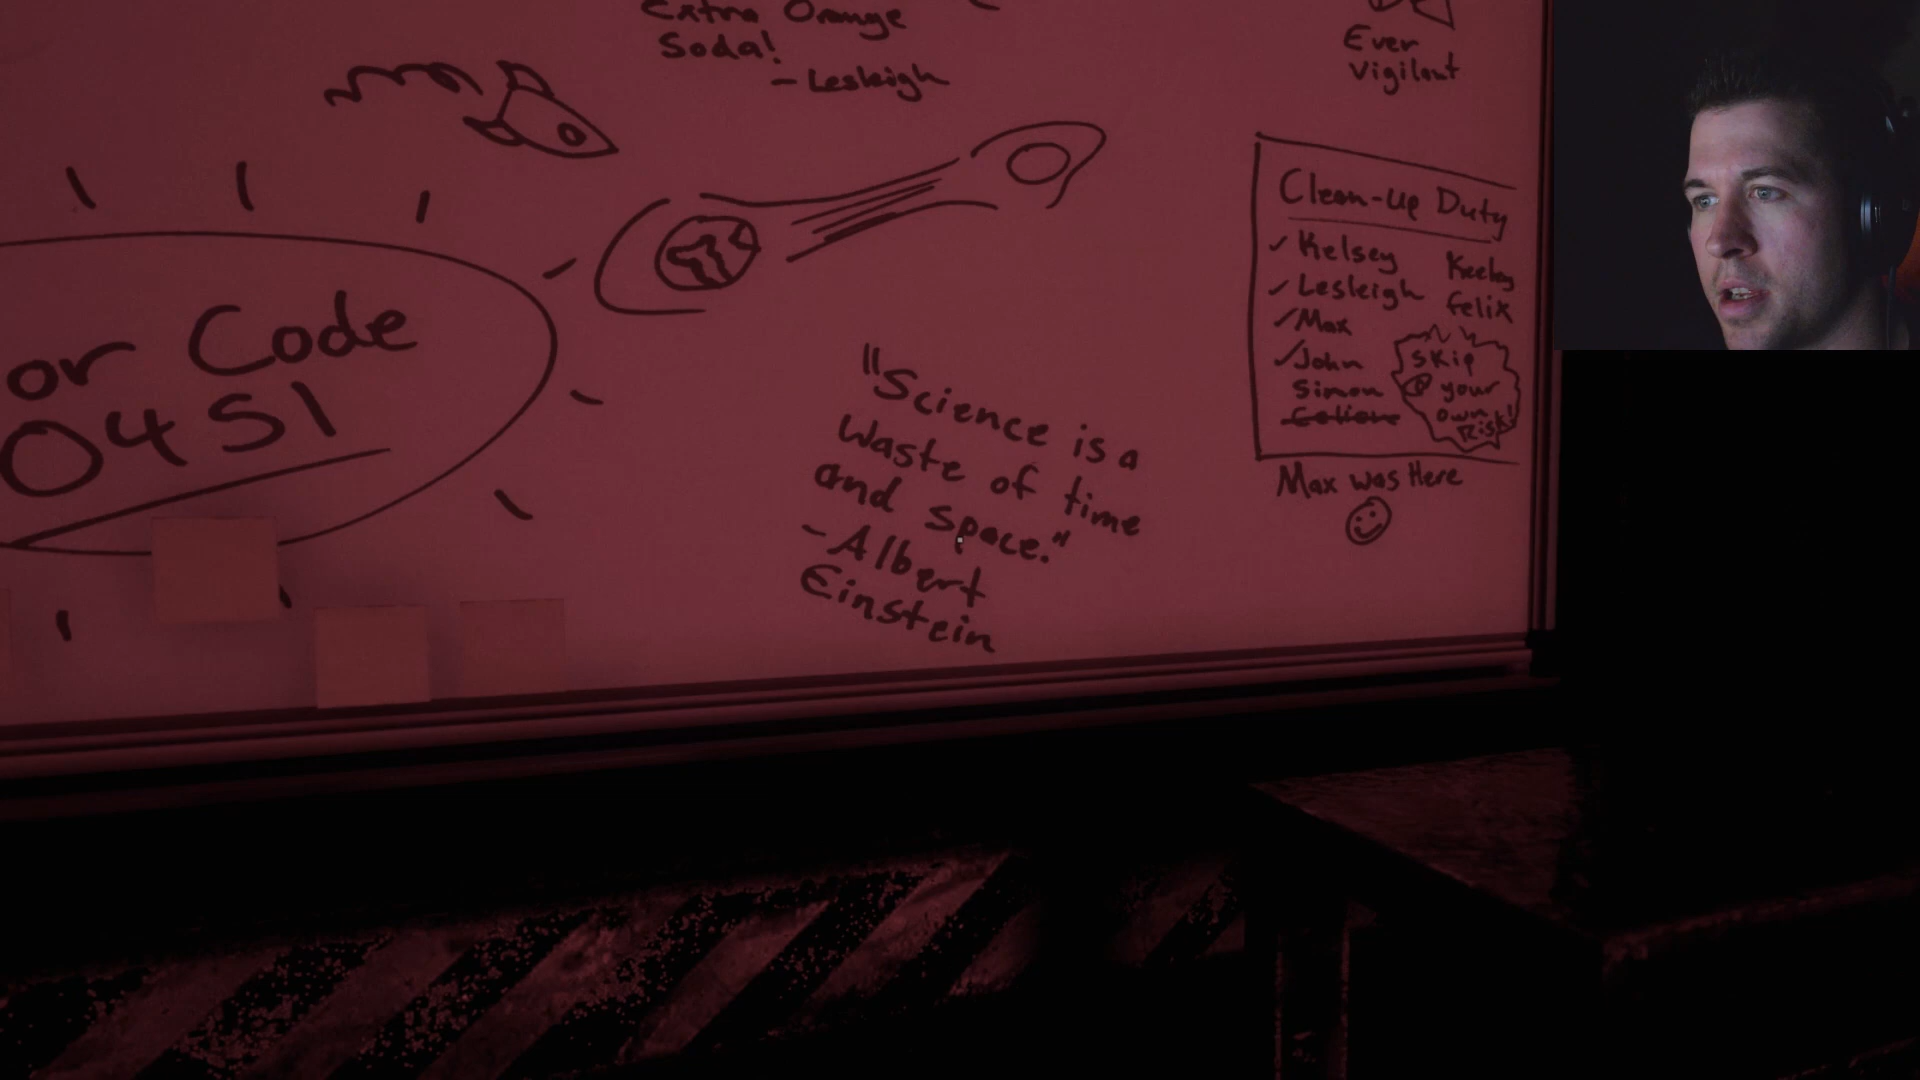 Extra Orange
Soda!
- Lesleigh
Ever
Vigilant
or Code
0451
"Science is a
Waste of time
and space."
- Albert
Einstein
Clean-Up Duty
Kelsey
Lesleigh
Max
John
Simon
Keeley
Felix
Skip
@ your
own
Risk!
Max was Here